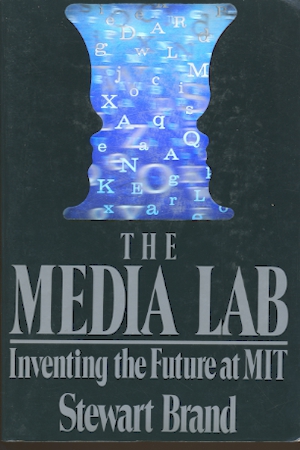 THE
MEDIA LAB
Inventing the Future at MIT
Stewart Brand